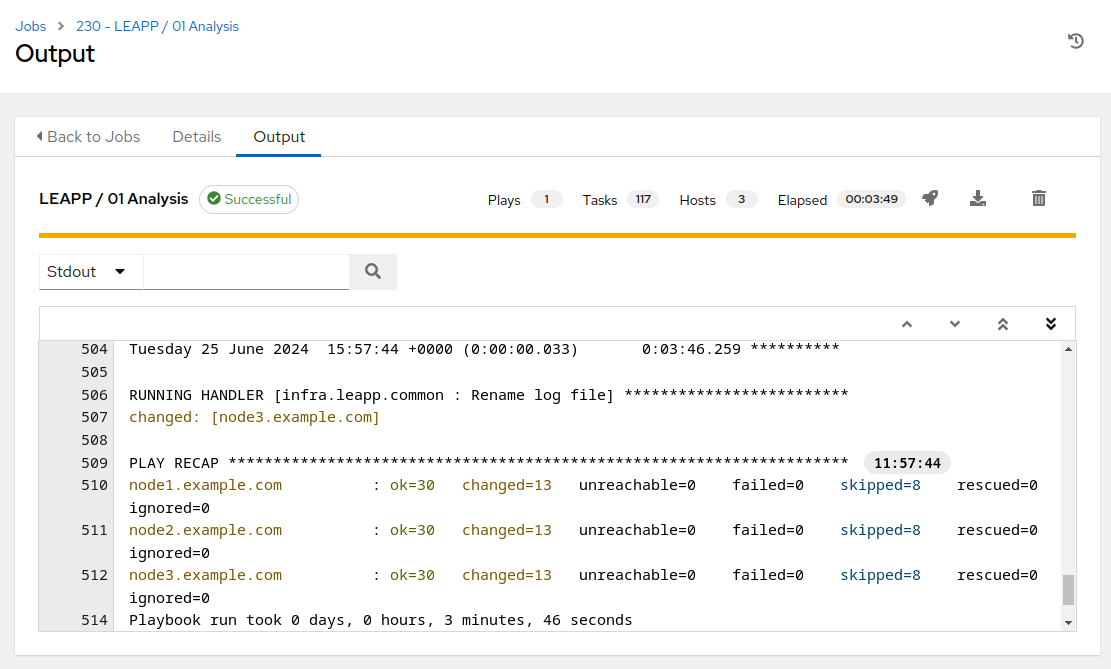 Jobs > 230 - LEAPP / 01 Analysis
Output
Back to Jobs Details Output
LEAPP / 01 Analysis Successful Plays 1 Tasks 117 Hosts 3 Elapsed 00:03:49
Stdout
504 Tuesday 25 June 2024  15:57:44 +0000 (0:00:00.033)       0:03:46.259 **********
505
506 RUNNING HANDLER [infra.leapp.common : Rename log file] *************************
507 changed: [node3.example.com]
508
509 PLAY RECAP ********************************************************************* 11:57:44
510 node1.example.com          : ok=30   changed=13   unreachable=0    failed=0    skipped=8    rescued=0
ignored=0
511 node2.example.com          : ok=30   changed=13   unreachable=0    failed=0    skipped=8    rescued=0
ignored=0
512 node3.example.com          : ok=30   changed=13   unreachable=0    failed=0    skipped=8    rescued=0
ignored=0
514 Playbook run took 0 days, 0 hours, 3 minutes, 46 seconds